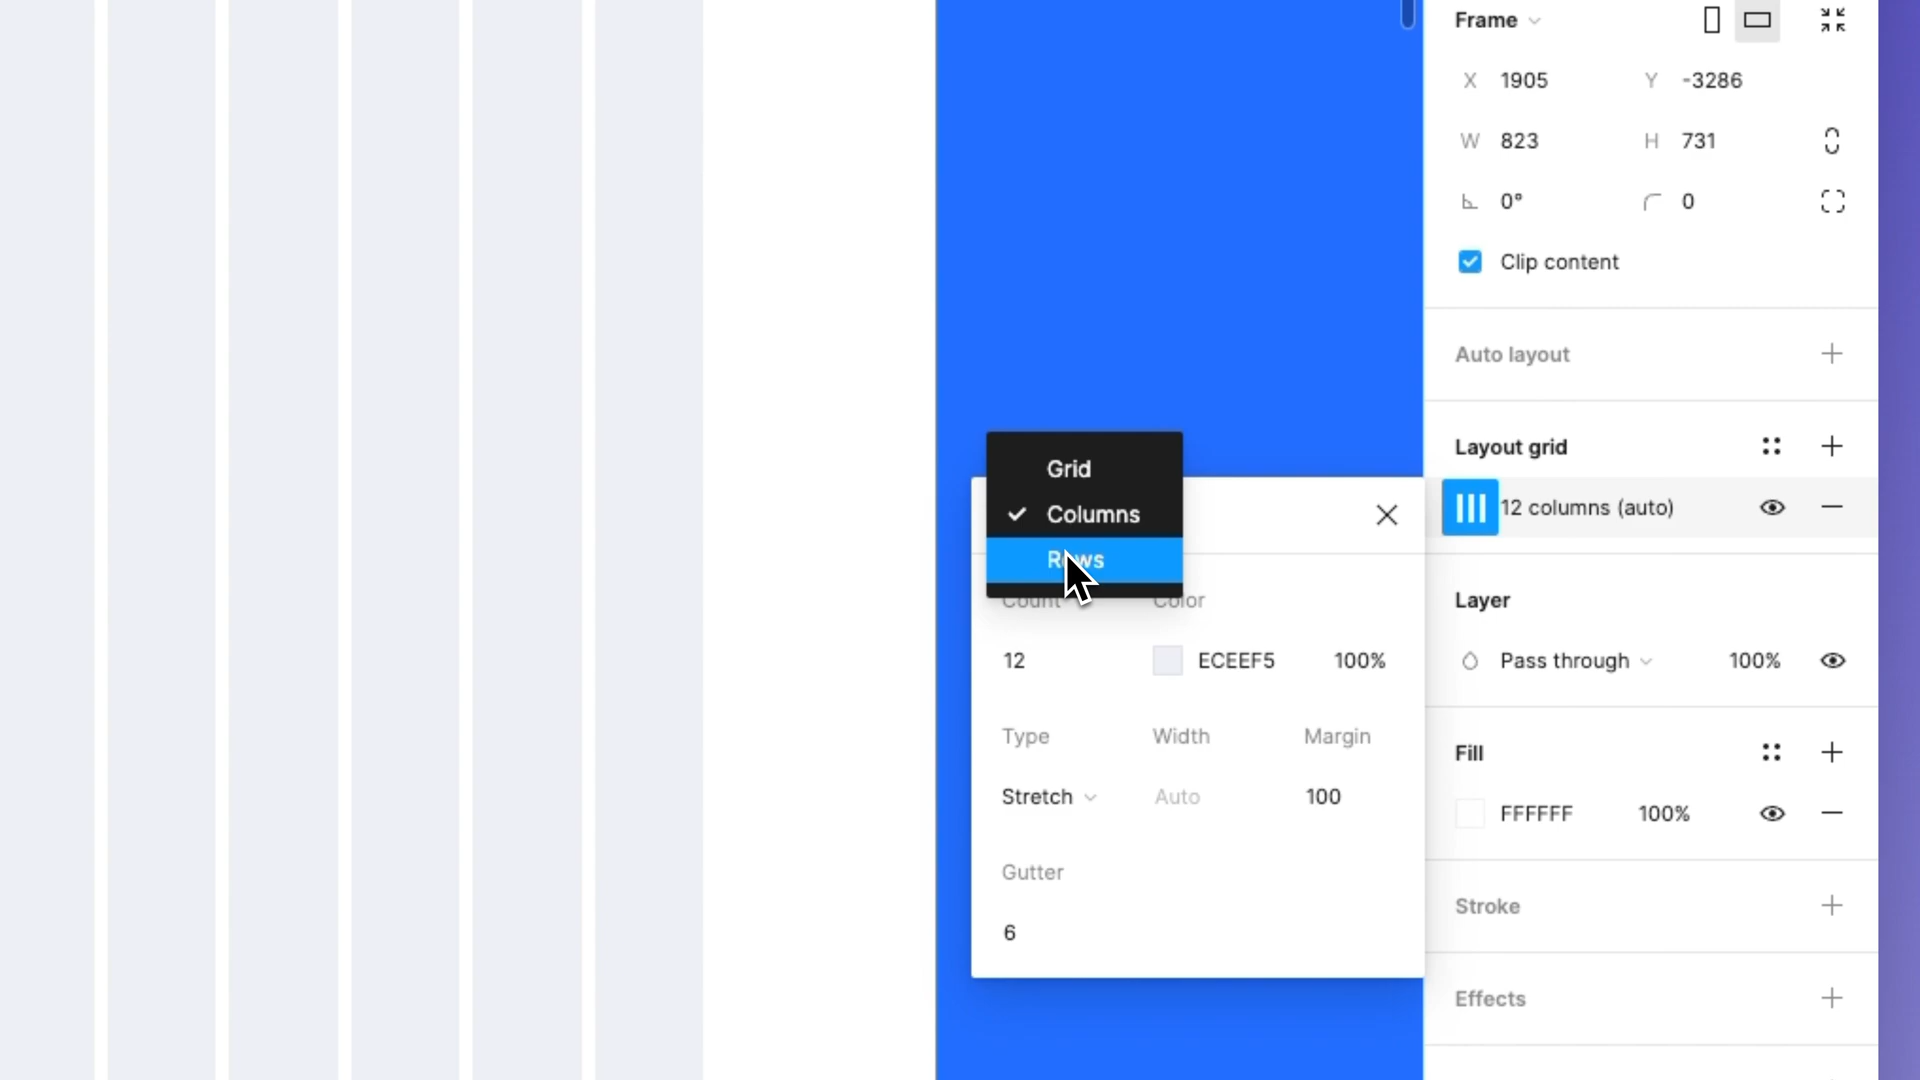 Frame
X 1905 Y -3286
W 823 H 731
0° 0
Clip content
Auto layout
Layout grid
12 columns (auto)
Grid
Columns
Rows
Count Color
12 ECEEF5 100%
Type Width Margin
Stretch Auto 100
Gutter
6
Layer
Pass through 100%
Fill
FFFFFF 100%
Stroke
Effects